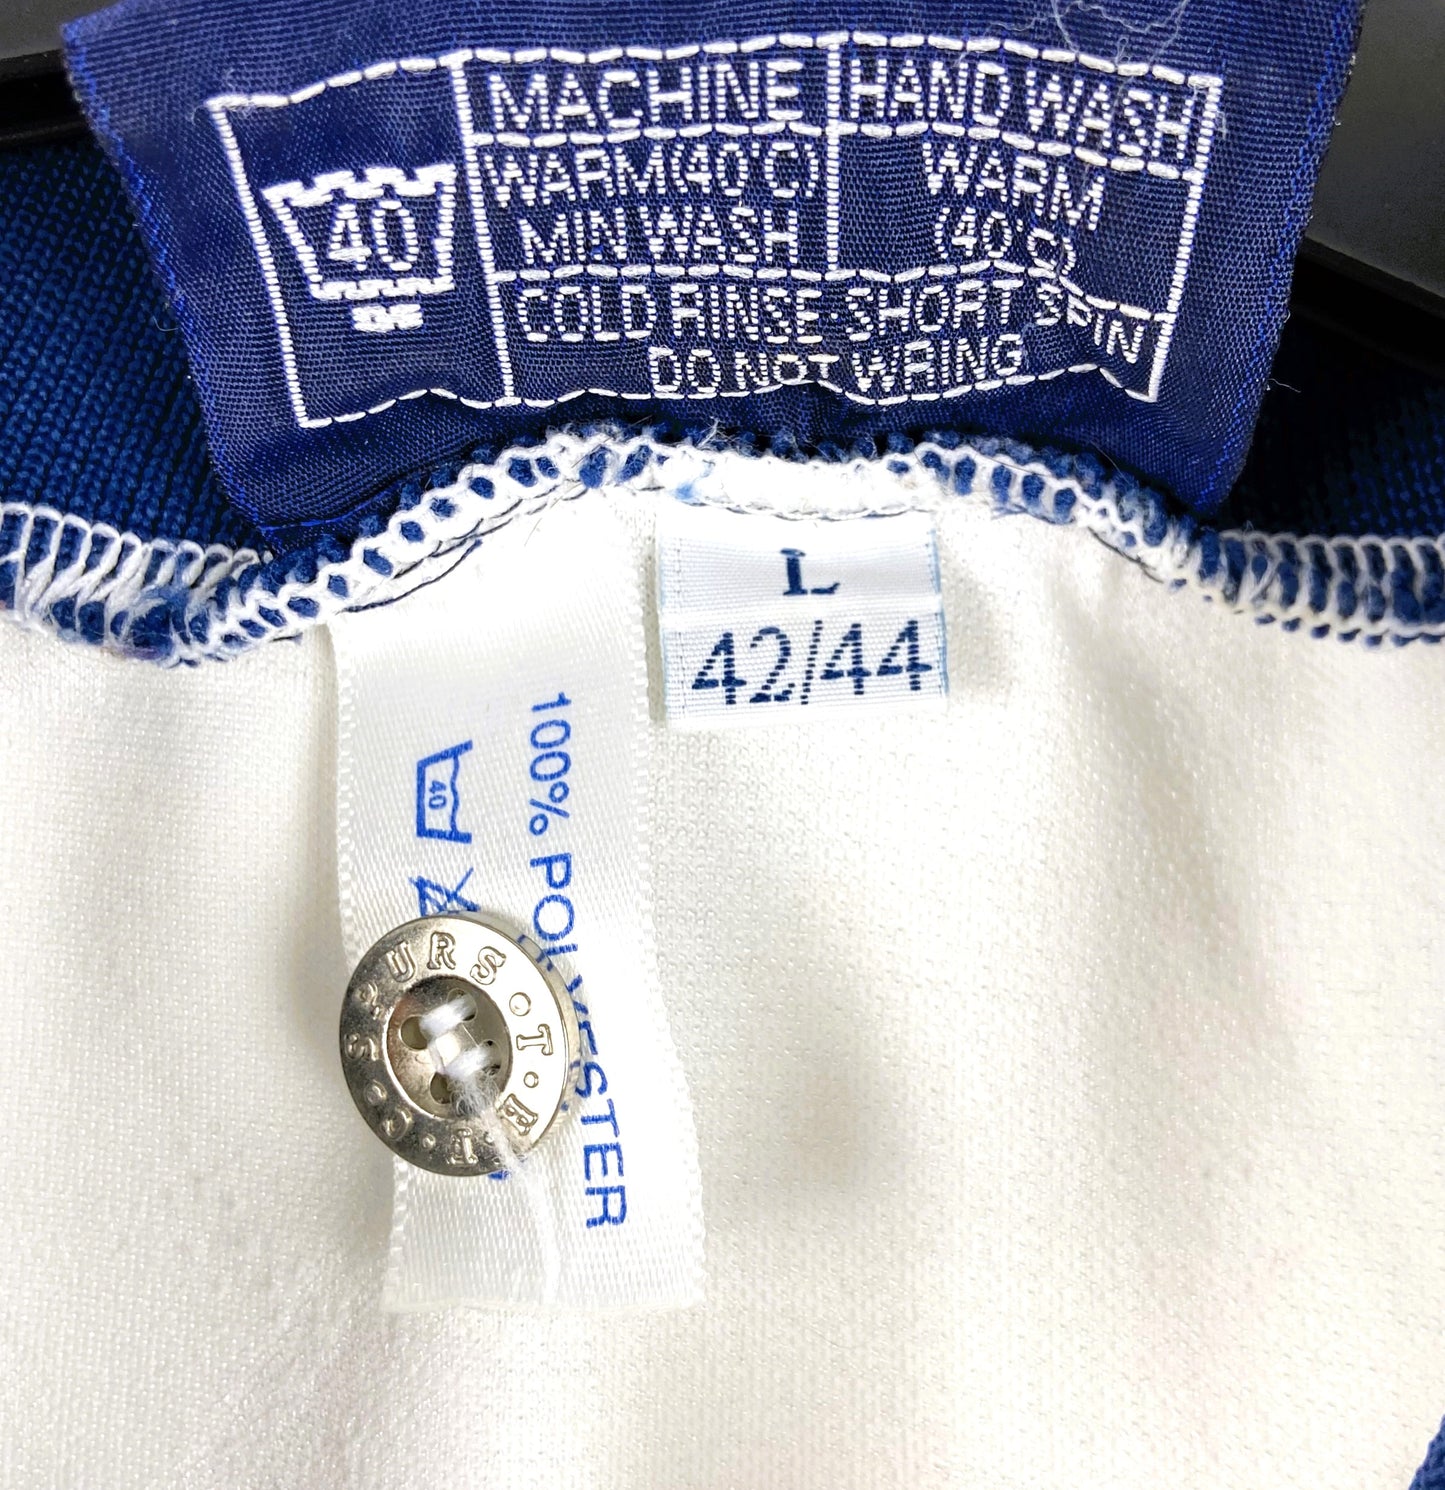 MACHINE
HAND WASH
40
95
WARM (40°C)
MIN WASH
WARM
(40°C)
COLD RINSE·SHORT SPIN
DO NOT WRING
L
42/44
100% POLYESTER
40